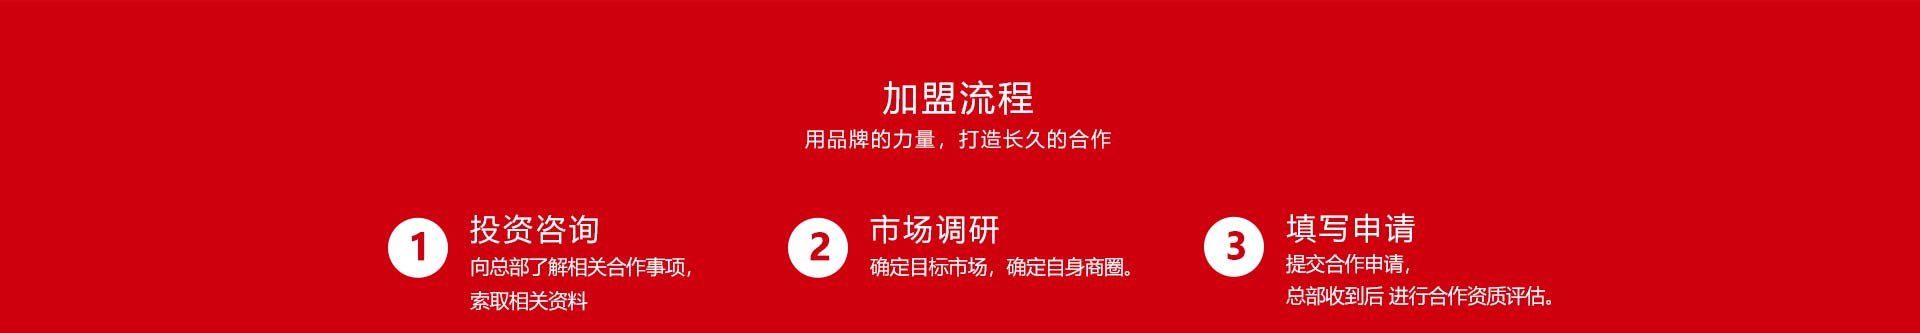 加盟流程
用品牌的力量，打造长久的合作
1
投资咨询
向总部了解相关合作事项，
索取相关资料
2
市场调研
确定目标市场，确定自身商圈。
3
填写申请
提交合作申请，
总部收到后 进行合作资质评估。